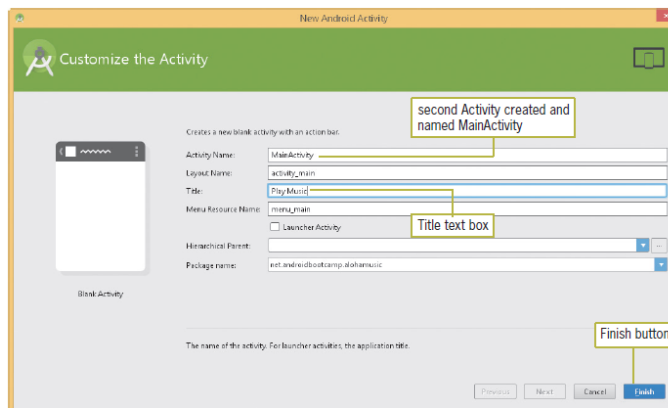 New Android Activity
Customize the Activity
second Activity created and
named MainActivity
Creates a new blank activity with an action bar.
Activity Name: MainActivity
Layout Name: activity_main
Title: Play Music
Menu Resource Name: menu_main
Title text box
Launcher Activity
Hierarchical Parent:
Package name: net.androidbootcamp.alohamusic
Blank Activity
The name of the activity. For launcher activities, the application title.
Finish button
Previous Next Cancel Finish